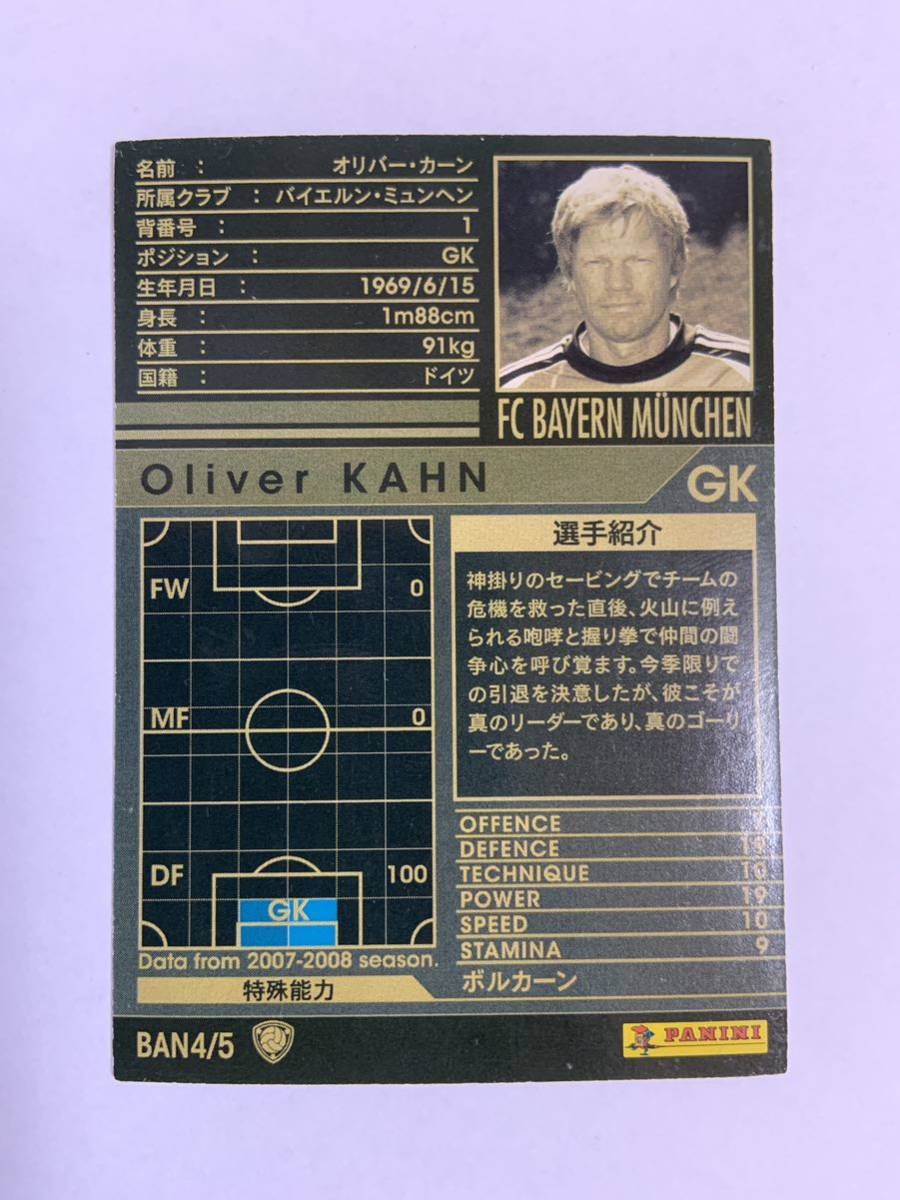 名前 : オリバー・カーン
所属クラブ : バイエルン・ミュンヘン
背番号 : 1
ポジション : GK
生年月日 : 1969/6/15
身長 : 1m88cm
体重 : 91kg
国籍 : ドイツ
FC BAYERN MÜNCHEN
Oliver KAHN
GK
FW 0
MF 0
DF 100
GK
Data from 2007-2008 season.
特殊能力
選手紹介
神掛りのセービングでチームの
危機を救った直後、火山に例え
られる咆哮と握り拳で仲間の闘
争心を呼び覚ます。今季限りで
の引退を決意したが、彼こそが
真のリーダーであり、真のゴーリ
ーであった。
OFFENCE
DEFENCE
TECHNIQUE 10
POWER 19
SPEED 10
STAMINA 9
ボルカーン
BAN4/5
PANINI